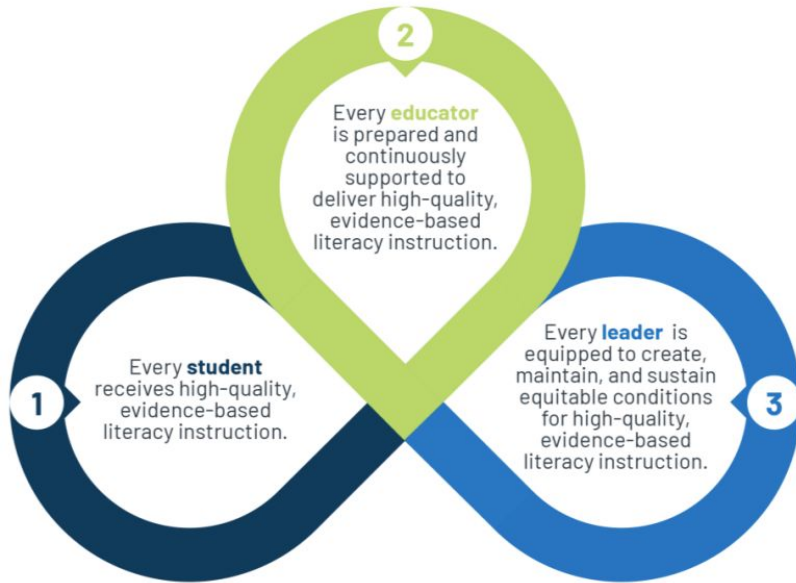 1
Every student
receives high-quality,
evidence-based
literacy instruction.
2
Every educator
is prepared and
continuously
supported to
deliver high-quality,
evidence-based
literacy instruction.
3
Every leader is
equipped to create,
maintain, and sustain
equitable conditions
for high-quality,
evidence-based
literacy instruction.